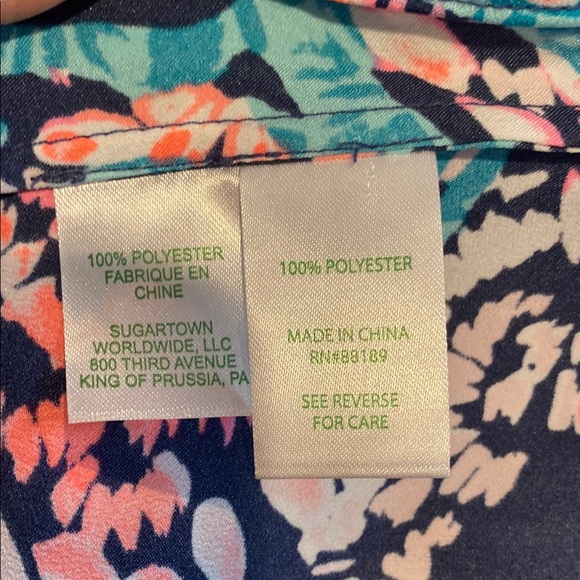 100% POLYESTER
FABRIQUE EN
CHINE
SUGARTOWN
WORLDWIDE, LLC
800 THIRD AVENUE
KING OF PRUSSIA, PA
100% POLYESTER
MADE IN CHINA
RN#88189
SEE REVERSE
FOR CARE